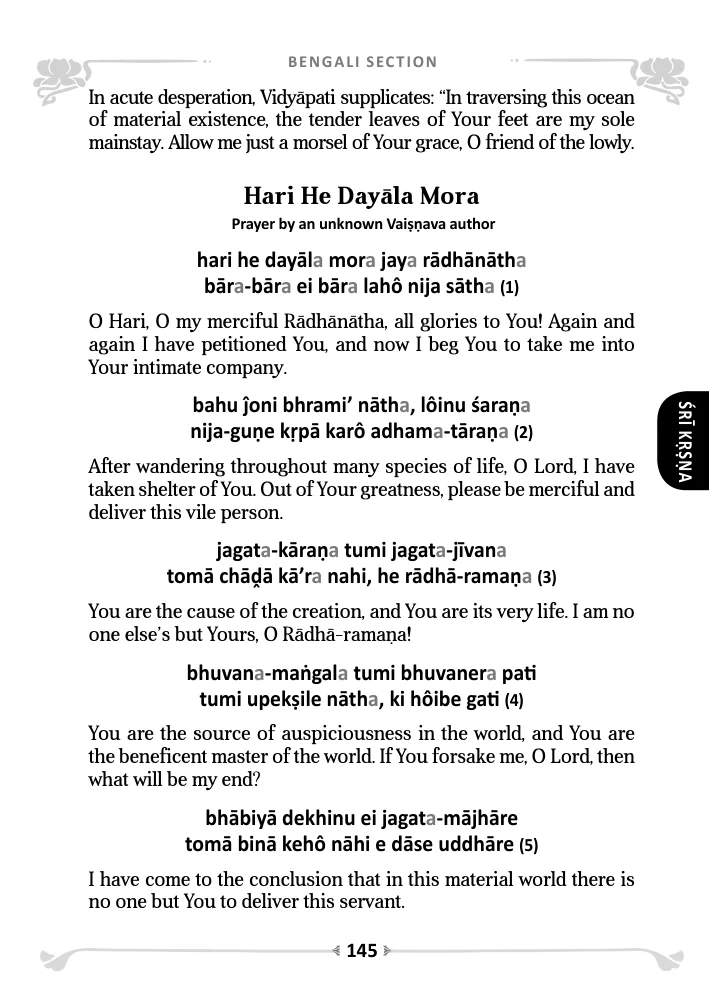 BENGALI SECTION
In acute desperation, Vidyāpati supplicates: “In traversing this ocean
of material existence, the tender leaves of Your feet are my sole
mainstay. Allow me just a morsel of Your grace, O friend of the lowly.
Hari He Dayāla Mora
Prayer by an unknown Vaiṣṇava author
hari he dayāla mora jaya rādhānātha
bāra-bāra ei bāra lahô nija sātha (1)
O Hari, O my merciful Rādhānātha, all glories to You! Again and
again I have petitioned You, and now I beg You to take me into
Your intimate company.
bahu ĵoni bhrami’ nātha, lôinu śaraṇa
nija-guṇe kṛpā karô adhama-tāraṇa (2)
After wandering throughout many species of life, O Lord, I have
taken shelter of You. Out of Your greatness, please be merciful and
deliver this vile person.
jagata-kāraṇa tumi jagata-jīvana
tomā chāḓā kā’ra nahi, he rādhā-ramaṇa (3)
You are the cause of the creation, and You are its very life. I am no
one else’s but Yours, O Rādhā-ramaṇa!
bhuvana-maṅgala tumi bhuvanera pati
tumi upekṣile nātha, ki hôibe gati (4)
You are the source of auspiciousness in the world, and You are
the beneficent master of the world. If You forsake me, O Lord, then
what will be my end?
bhābiyā dekhinu ei jagata-mājhāre
tomā binā kehô nāhi e dāse uddhāre (5)
I have come to the conclusion that in this material world there is
no one but You to deliver this servant.
ŚRĪ KṚṢṆA
145